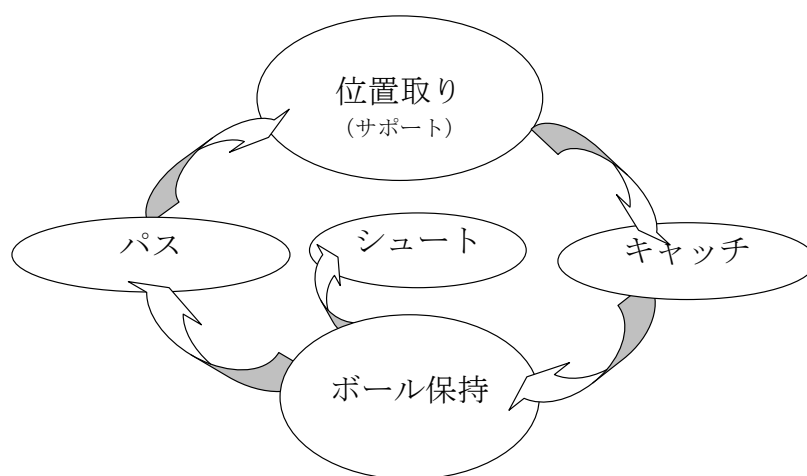 位置取り
（サポート）
パス
シュート
キャッチ
ボール保持